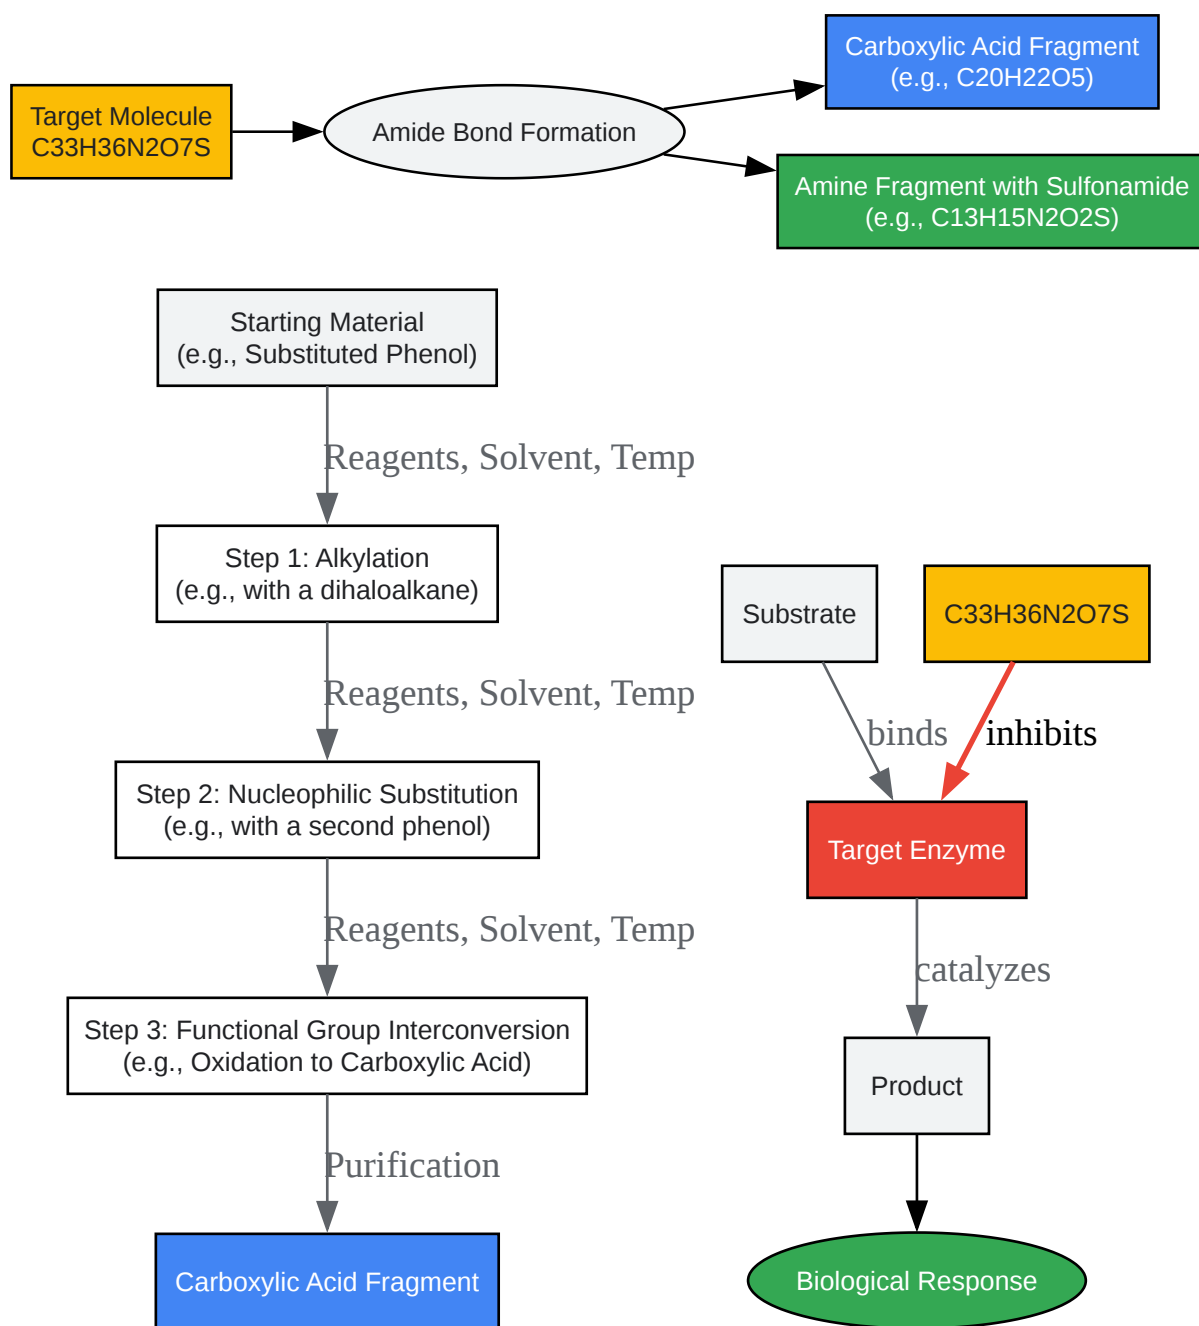 Target Molecule
C33H36N2O7S
Amide Bond Formation
Carboxylic Acid Fragment
(e.g., C20H22O5)
Amine Fragment with Sulfonamide
(e.g., C13H15N2O2S)
Starting Material
(e.g., Substituted Phenol)
Reagents, Solvent, Temp
Step 1: Alkylation
(e.g., with a dihaloalkane)
Reagents, Solvent, Temp
Step 2: Nucleophilic Substitution
(e.g., with a second phenol)
Reagents, Solvent, Temp
Step 3: Functional Group Interconversion
(e.g., Oxidation to Carboxylic Acid)
Purification
Carboxylic Acid Fragment
Substrate
C33H36N2O7S
binds
inhibits
Target Enzyme
catalyzes
Product
Biological Response